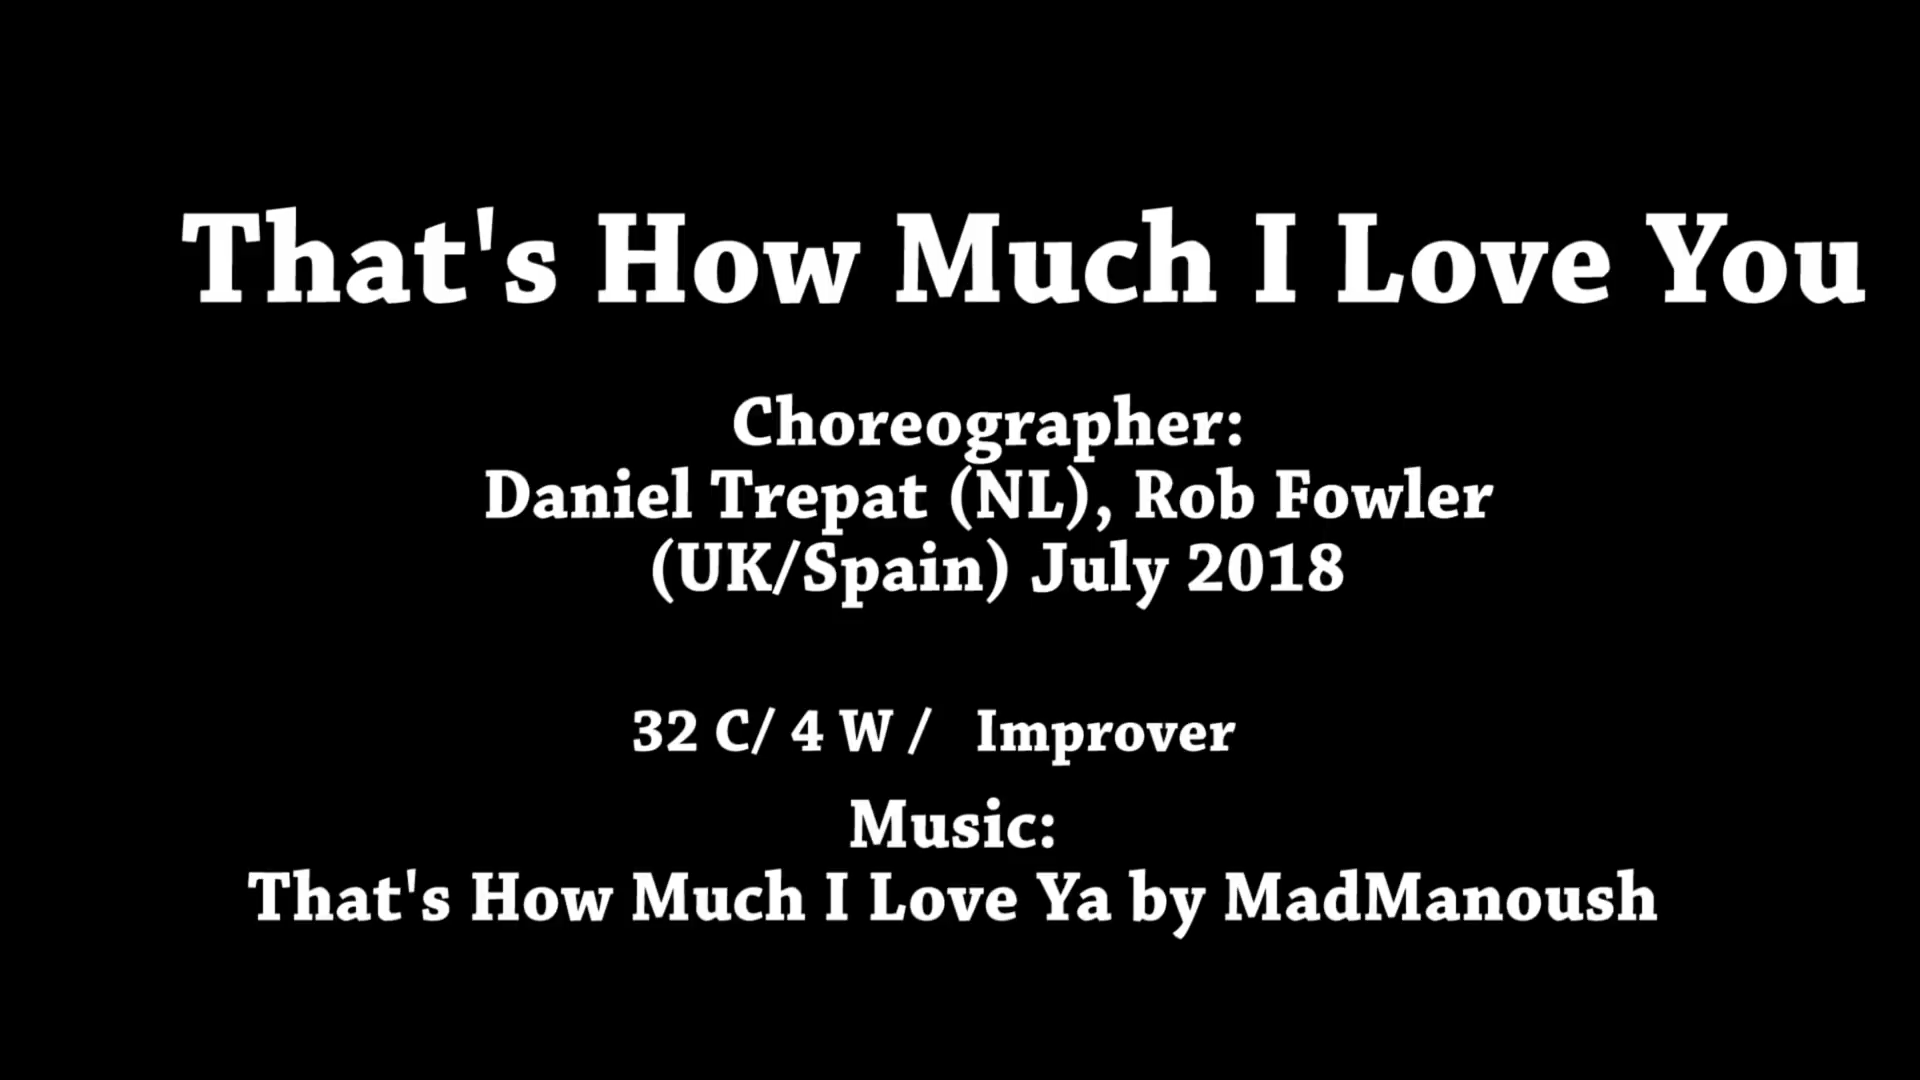 That's How Much I Love You
Choreographer:
Daniel Trepat (NL), Rob Fowler
(UK/Spain) July 2018
32 C/ 4 W / Improver
Music:
That's How Much I Love Ya by MadManoush